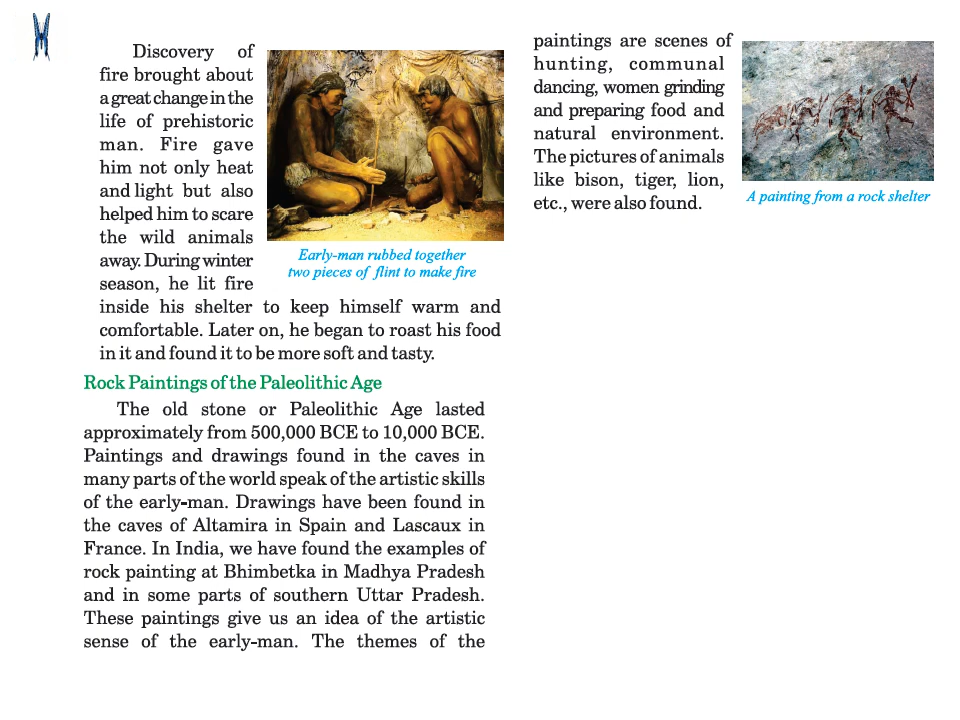 Discovery of
fire brought about
a great change in the
life of prehistoric
man. Fire gave
him not only heat
and light but also
helped him to scare
the wild animals
away. During winter
season, he lit fire
inside his shelter to keep himself warm and
comfortable. Later on, he began to roast his food
in it and found it to be more soft and tasty.
Early-man rubbed together
two pieces of flint to make fire
Rock Paintings of the Paleolithic Age
The old stone or Paleolithic Age lasted
approximately from 500,000 BCE to 10,000 BCE.
Paintings and drawings found in the caves in
many parts of the world speak of the artistic skills
of the early-man. Drawings have been found in
the caves of Altamira in Spain and Lascaux in
France. In India, we have found the examples of
rock painting at Bhimbetka in Madhya Pradesh
and in some parts of southern Uttar Pradesh.
These paintings give us an idea of the artistic
sense of the early-man. The themes of the
paintings are scenes of
hunting, communal
dancing, women grinding
and preparing food and
natural environment.
The pictures of animals
like bison, tiger, lion,
etc., were also found.
A painting from a rock shelter